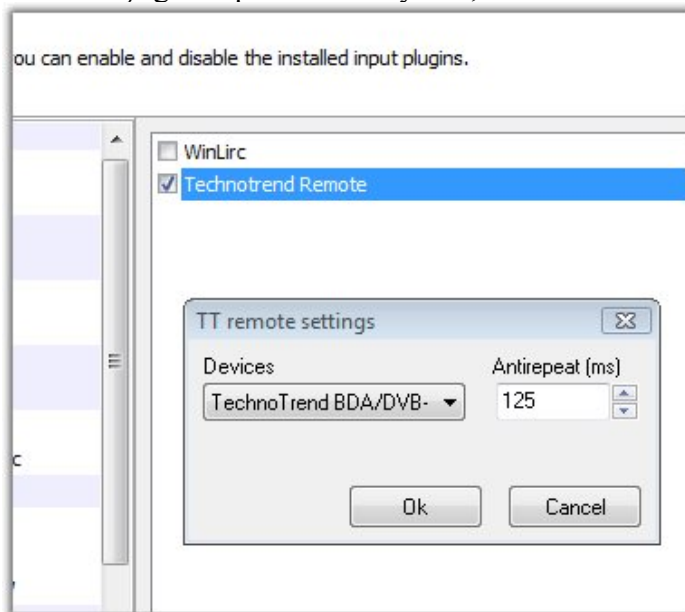 ou can enable and disable the installed input plugins.
WinLirc
Technotrend Remote
TT remote settings
Devices
Antirepeat (ms)
TechnoTrend BDA/DVB-
125
c
Ok
Cancel